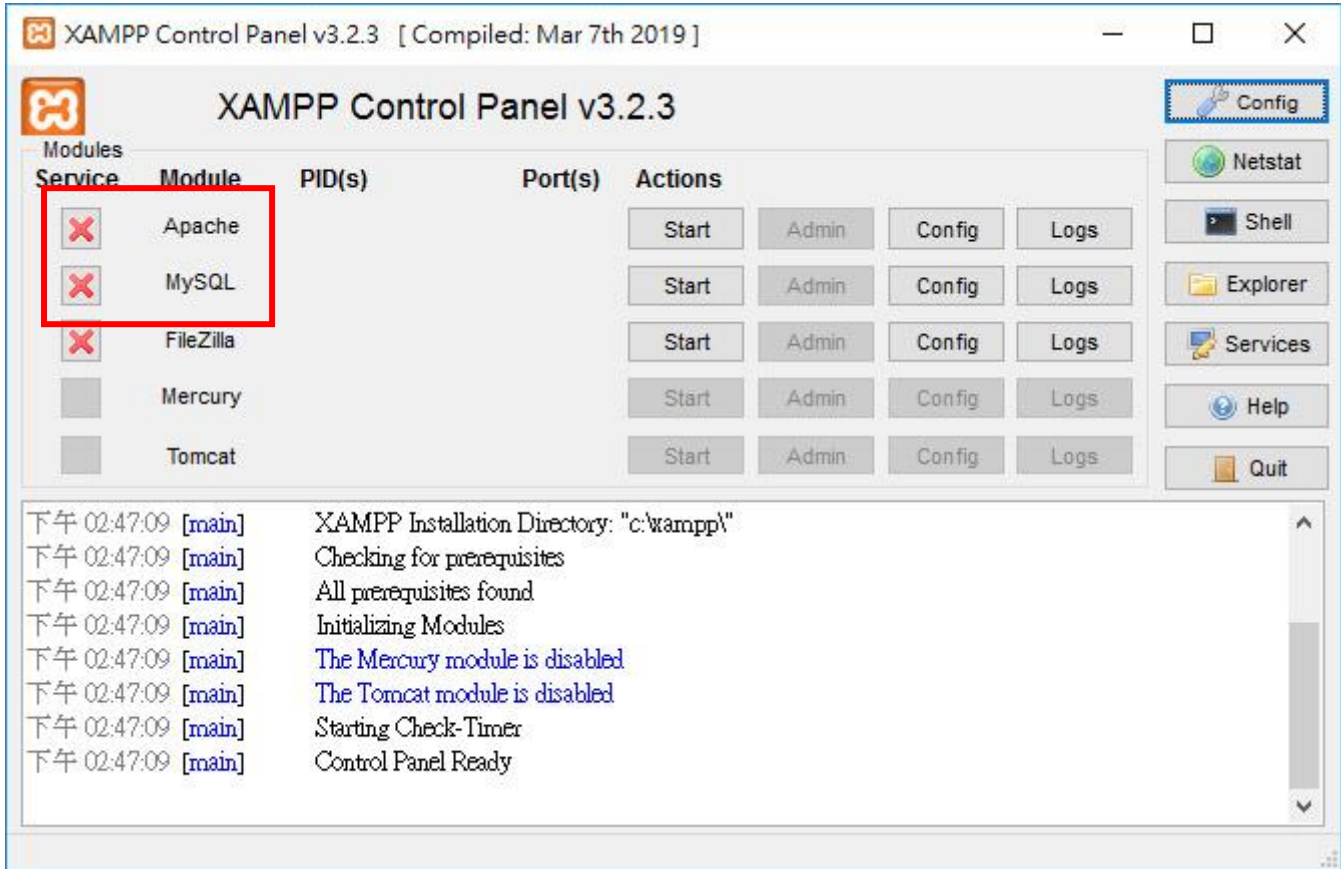 XAMPP Control Panel v3.2.3 [ Compiled: Mar 7th 2019 ]
XAMPP Control Panel v3.2.3
Config
Modules
Netstat
Service Module PID(s) Port(s) Actions
Apache Start Admin Config Logs
Shell
MySQL Start Admin Config Logs
Explorer
FileZilla Start Admin Config Logs
Services
Mercury Start Admin Config Logs
Help
Tomcat Start Admin Config Logs
Quit
下午 02:47:09 [main] XAMPP Installation Directory: "c:\xampp\"
下午 02:47:09 [main] Checking for prerequisites
下午 02:47:09 [main] All prerequisites found
下午 02:47:09 [main] Initializing Modules
下午 02:47:09 [main] The Mercury module is disabled
下午 02:47:09 [main] The Tomcat module is disabled
下午 02:47:09 [main] Starting Check-Timer
下午 02:47:09 [main] Control Panel Ready